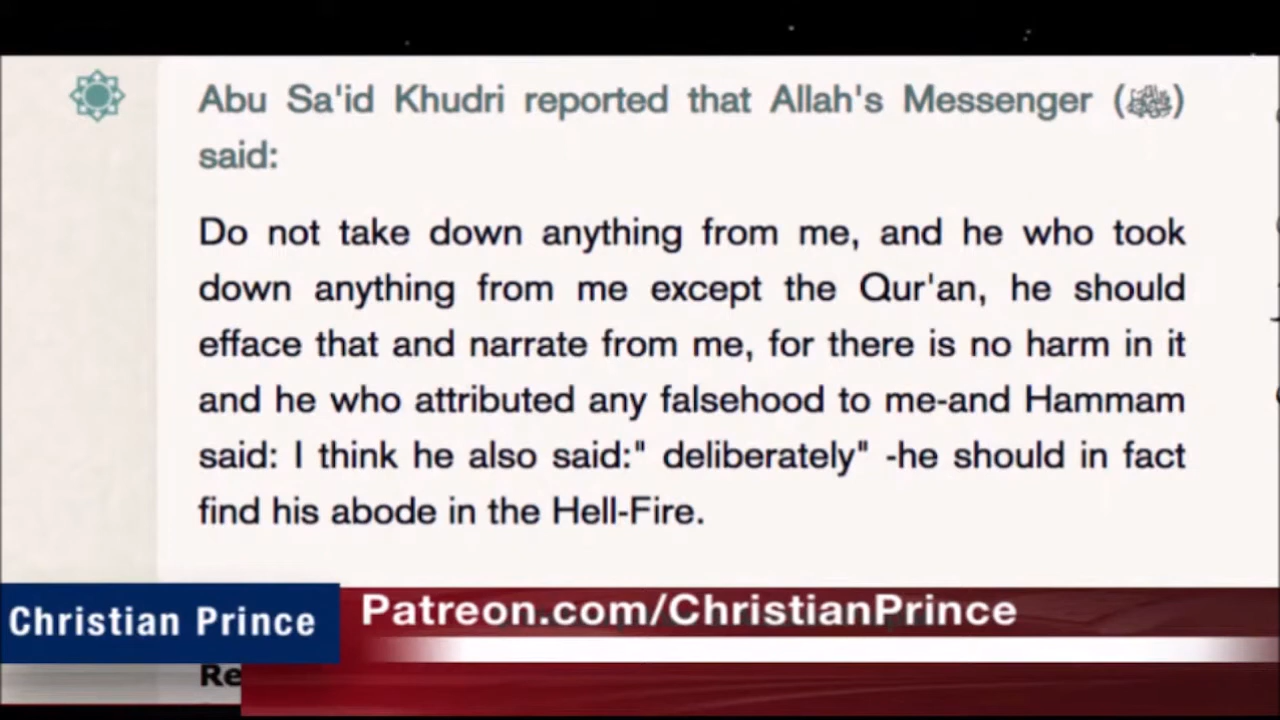 Abu Sa'id Khudri reported that Allah's Messenger (ﷺ)
said:
Do not take down anything from me, and he who took
down anything from me except the Qur'an, he should
efface that and narrate from me, for there is no harm in it
and he who attributed any falsehood to me-and Hammam
said: I think he also said:" deliberately" -he should in fact
find his abode in the Hell-Fire.
Christian Prince
Patreon.com/ChristianPrince
Re